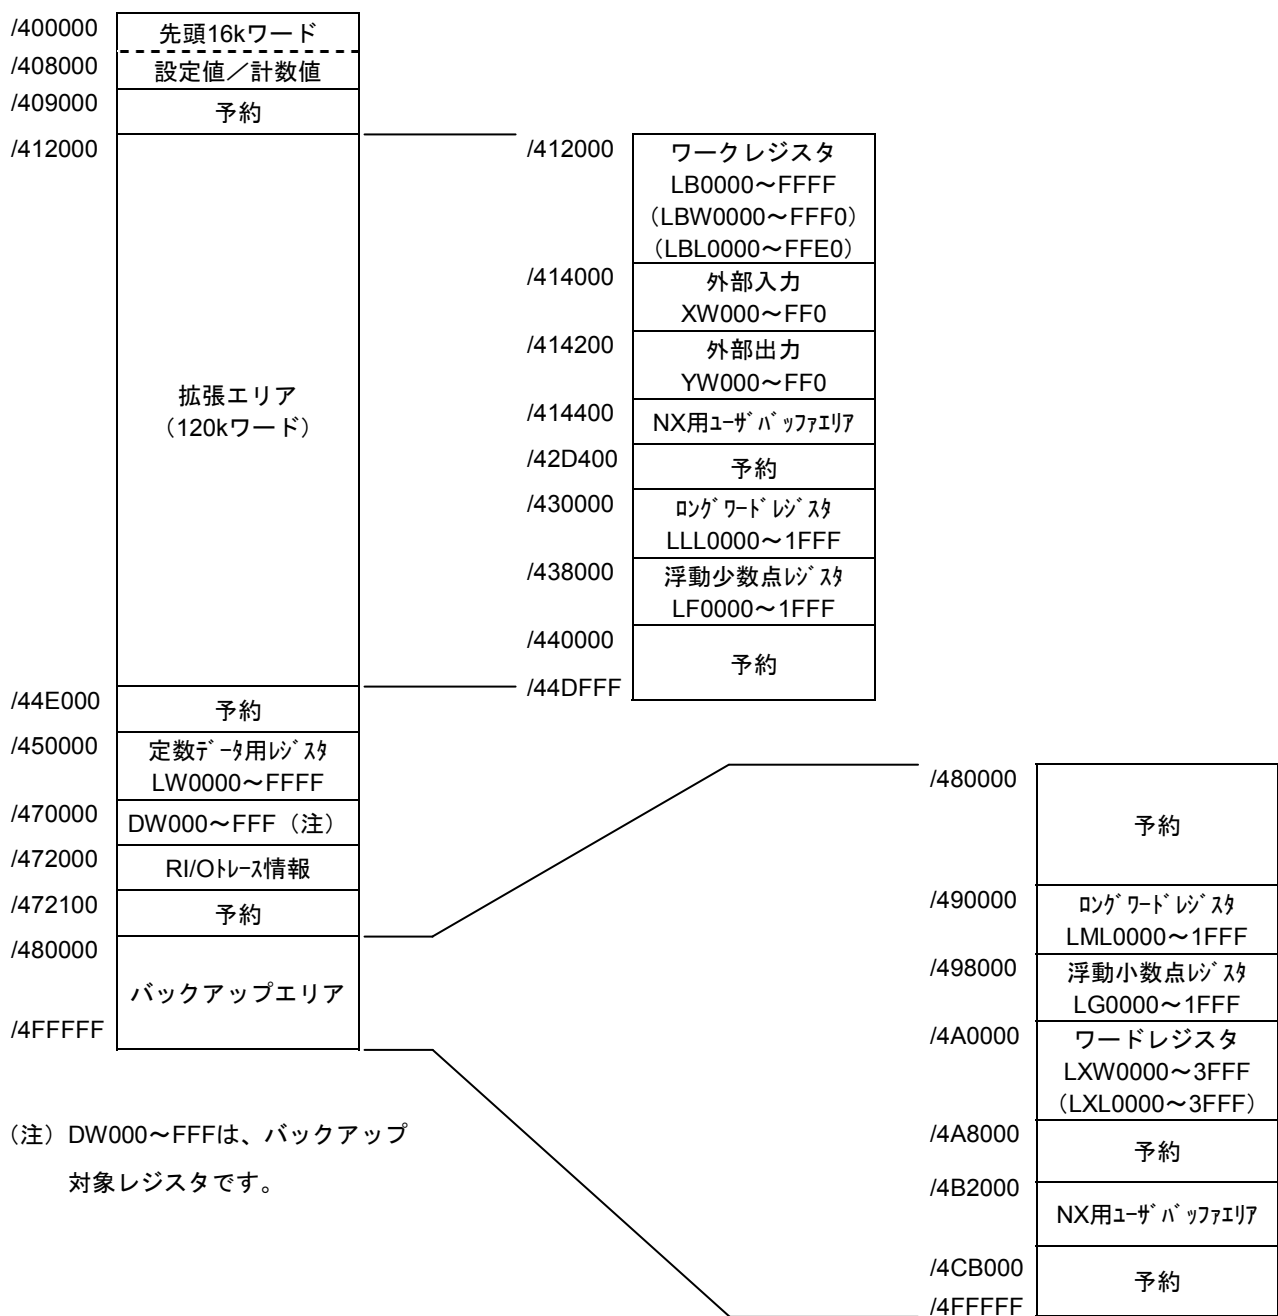 /400000
先頭16kワード
/408000
設定値／計数値
/409000
予約
/412000
拡張エリア
（120kワード）
/44E000
予約
/450000
定数ﾃﾞｰﾀ用ﾚｼﾞｽﾀ
LW0000～FFFF
/470000
DW000～FFF（注）
/472000
RI/Oﾄﾚｰｽ情報
/472100
予約
/480000
バックアップエリア
/4FFFFF
/412000
ワークレジスタ
LB0000～FFFF
（LBW0000～FFF0）
（LBL0000～FFE0）
/414000
外部入力
XW000～FF0
/414200
外部出力
YW000～FF0
/414400
NX用ﾕｰｻﾞﾊﾞｯﾌｧｴﾘｱ
/42D400
予約
/430000
ﾛﾝｸﾞﾜｰﾄﾞﾚｼﾞｽﾀ
LLL0000～1FFF
/438000
浮動少数点ﾚｼﾞｽﾀ
LF0000～1FFF
/440000
予約
/44DFFF
/480000
予約
/490000
ﾛﾝｸﾞﾜｰﾄﾞﾚｼﾞｽﾀ
LML0000～1FFF
/498000
浮動小数点ﾚｼﾞｽﾀ
LG0000～1FFF
/4A0000
ワードレジスタ
LXW0000～3FFF
（LXL0000～3FFF）
/4A8000
予約
/4B2000
NX用ﾕｰｻﾞﾊﾞｯﾌｧｴﾘｱ
/4CB000
予約
/4FFFFF
（注）DW000～FFFは、バックアップ
対象レジスタです。